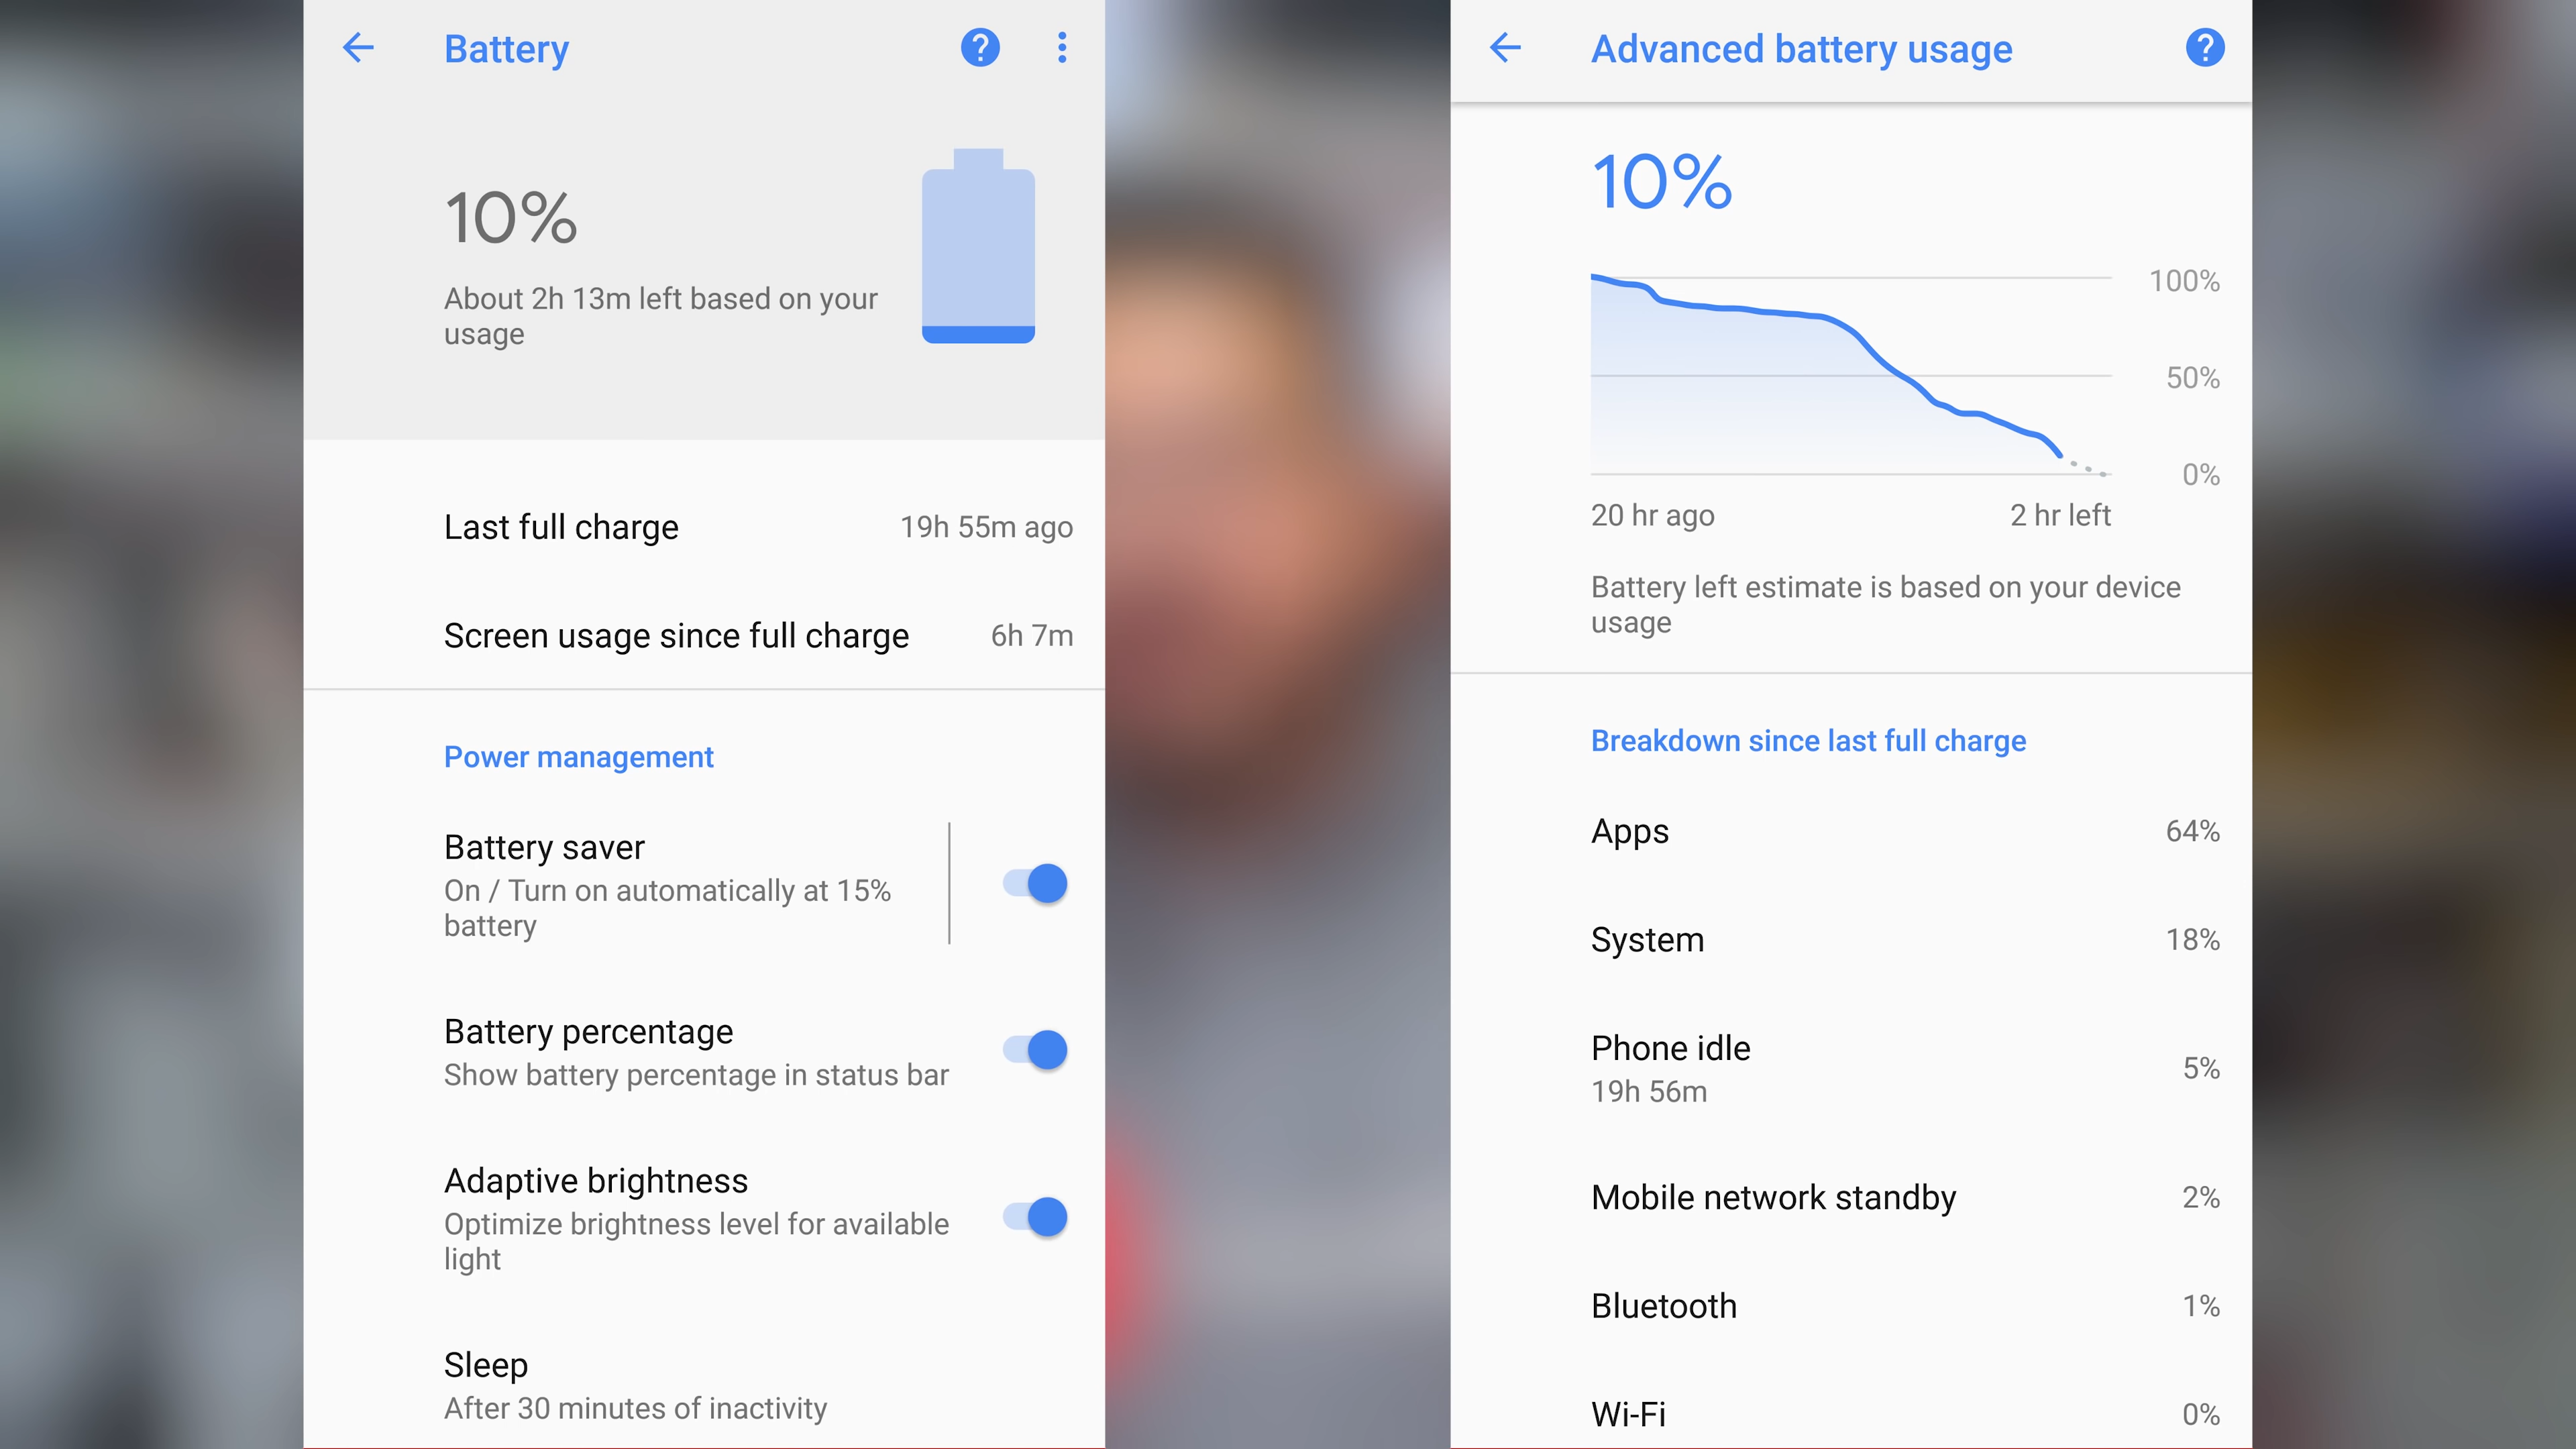 Battery
10%
About 2h 13m left based on your
usage
Last full charge
19h 55m ago
Screen usage since full charge
6h 7m
Power management
Battery saver
On / Turn on automatically at 15%
battery
Battery percentage
Show battery percentage in status bar
Adaptive brightness
Optimize brightness level for available
light
Sleep
After 30 minutes of inactivity
Advanced battery usage
10%
100%
50%
0%
20 hr ago
2 hr left
Battery left estimate is based on your device
usage
Breakdown since last full charge
Apps
64%
System
18%
Phone idle
19h 56m
5%
Mobile network standby
2%
Bluetooth
1%
Wi-Fi
0%